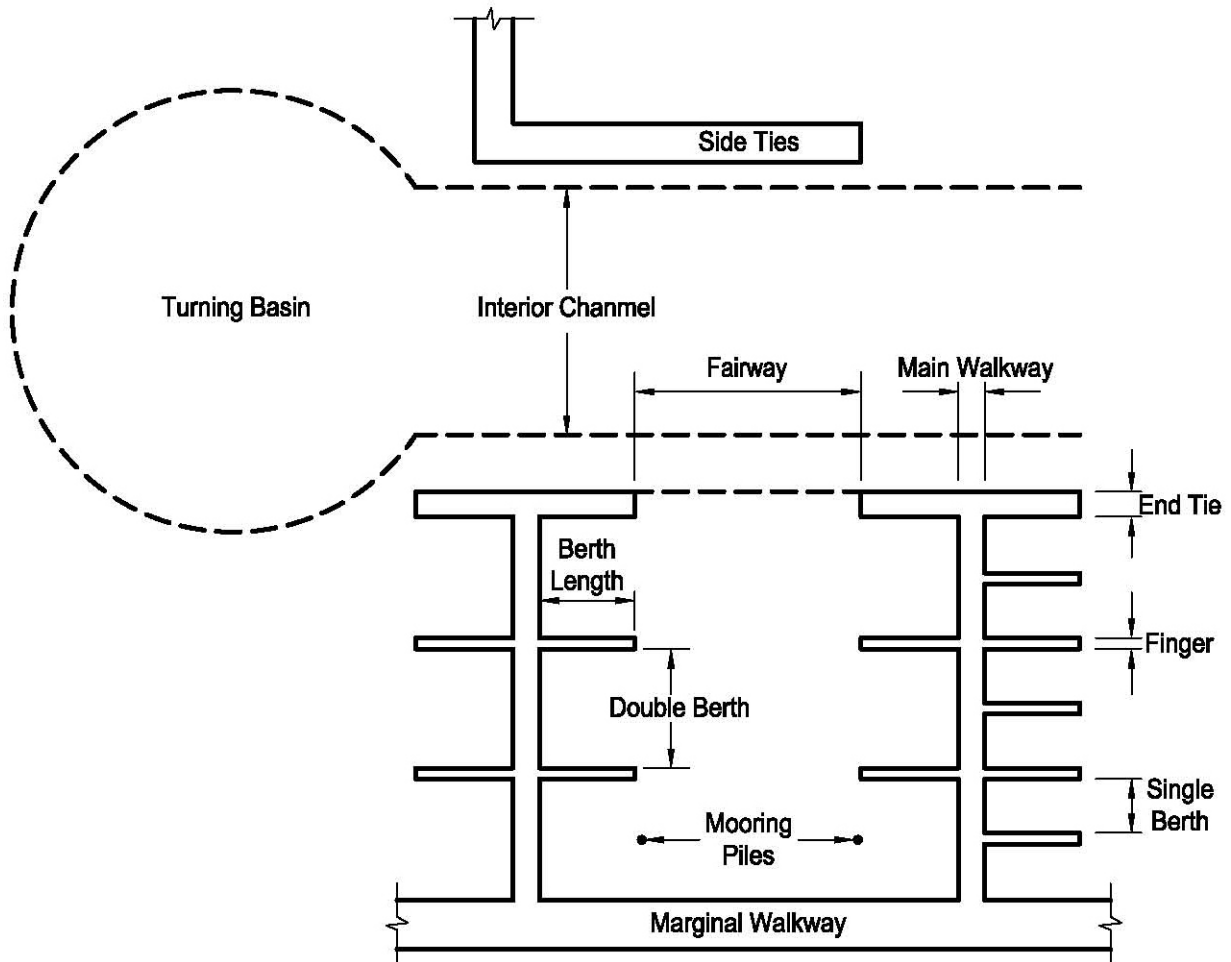 Side Ties
Turning Basin
Interior Chanmel
Fairway
Main Walkway
End Tie
Berth
Length
Finger
Double Berth
Single
Berth
Mooring
Piles
Marginal Walkway